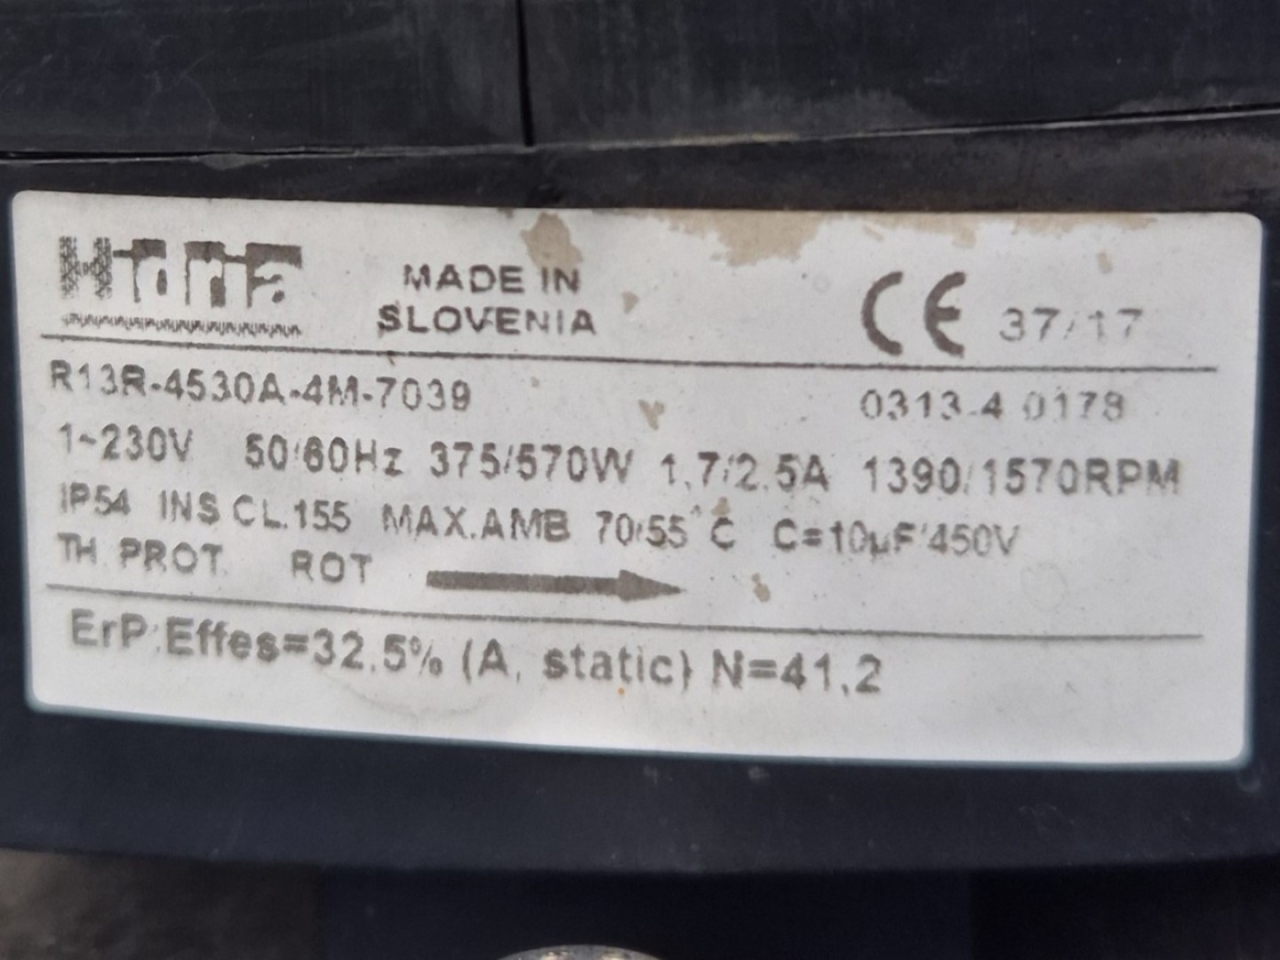 Hidria
MADE IN
SLOVENIA
CE 37/17
R13R-4530A-4M-7039 0313-4 0178
1~230V 50/60Hz 375/570W 1,7/2.5A 1390/1570RPM
IP54 INS CL.155 MAX.AMB 70/55°C C=10µF/450V
TH. PROT. ROT
ErP:Effes=32,5% (A, static) N=41,2